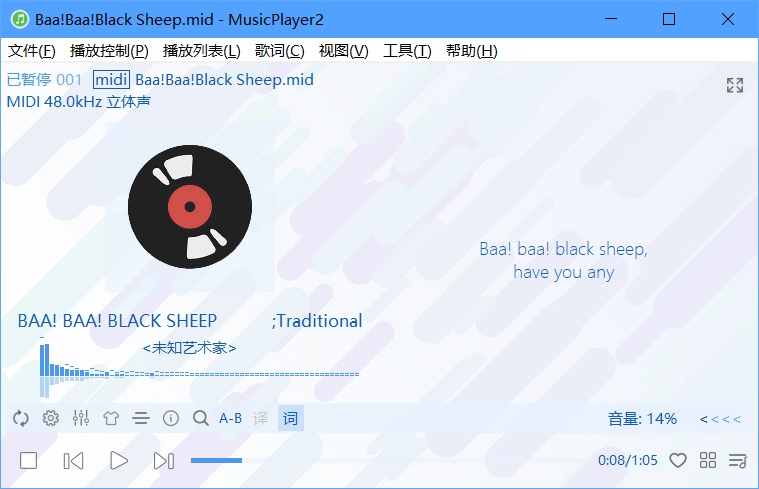 Baa!Baa!Black Sheep.mid - MusicPlayer2
文件(F) 播放控制(P) 播放列表(L) 歌词(C) 视图(V) 工具(T) 帮助(H)
已暂停 001 midi Baa!Baa!Black Sheep.mid
MIDI 48.0kHz 立体声
Baa! baa! black sheep,
have you any
BAA! BAA! BLACK SHEEP ;Traditional
<未知艺术家>
A-B 译 词 音量: 14% <<<<
0:08/1:05